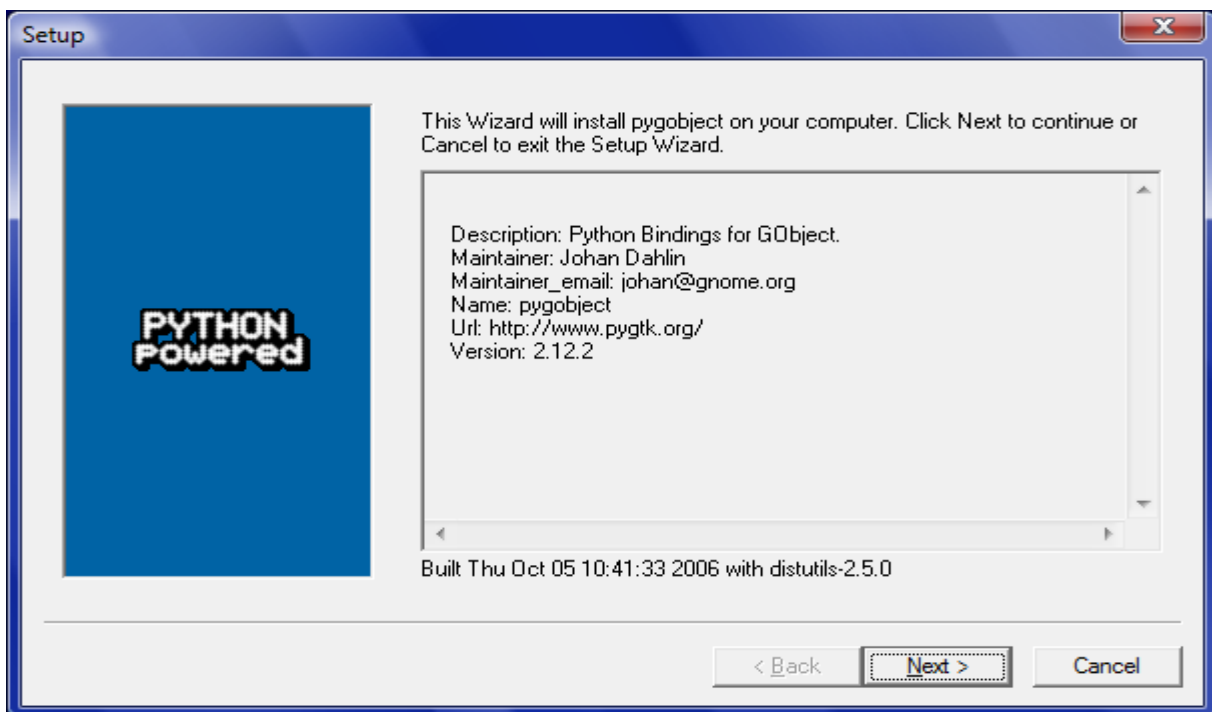 Setup
This Wizard will install pygobject on your computer. Click Next to continue or
Cancel to exit the Setup Wizard.
PYTHON
powered
Description: Python Bindings for GObject.
Maintainer: Johan Dahlin
Maintainer_email: johan@gnome.org
Name: pygobject
Url: http://www.pygtk.org/
Version: 2.12.2
Built Thu Oct 05 10:41:33 2006 with distutils-2.5.0
< Back
Next >
Cancel